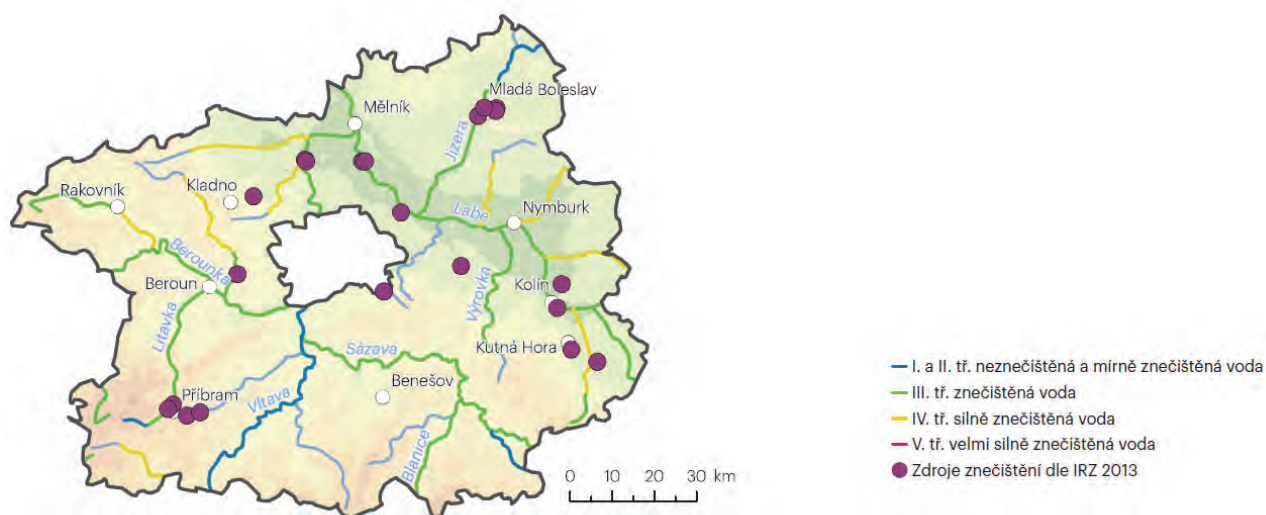 Mladá Boleslav
Mělník
Jizera
Rakovník
Kladno
Labe
Nymburk
Berounka
Beroun
Kolín
Výrovka
Litavka
Sázava
Kutná Hora
Příbram
Vltava
Benešov
Blanice
0 10 20 30 km
I. a II. tř. neznečištěná a mírně znečištěná voda
III. tř. znečištěná voda
IV. tř. silně znečištěná voda
V. tř. velmi silně znečištěná voda
Zdroje znečištění dle IRZ 2013